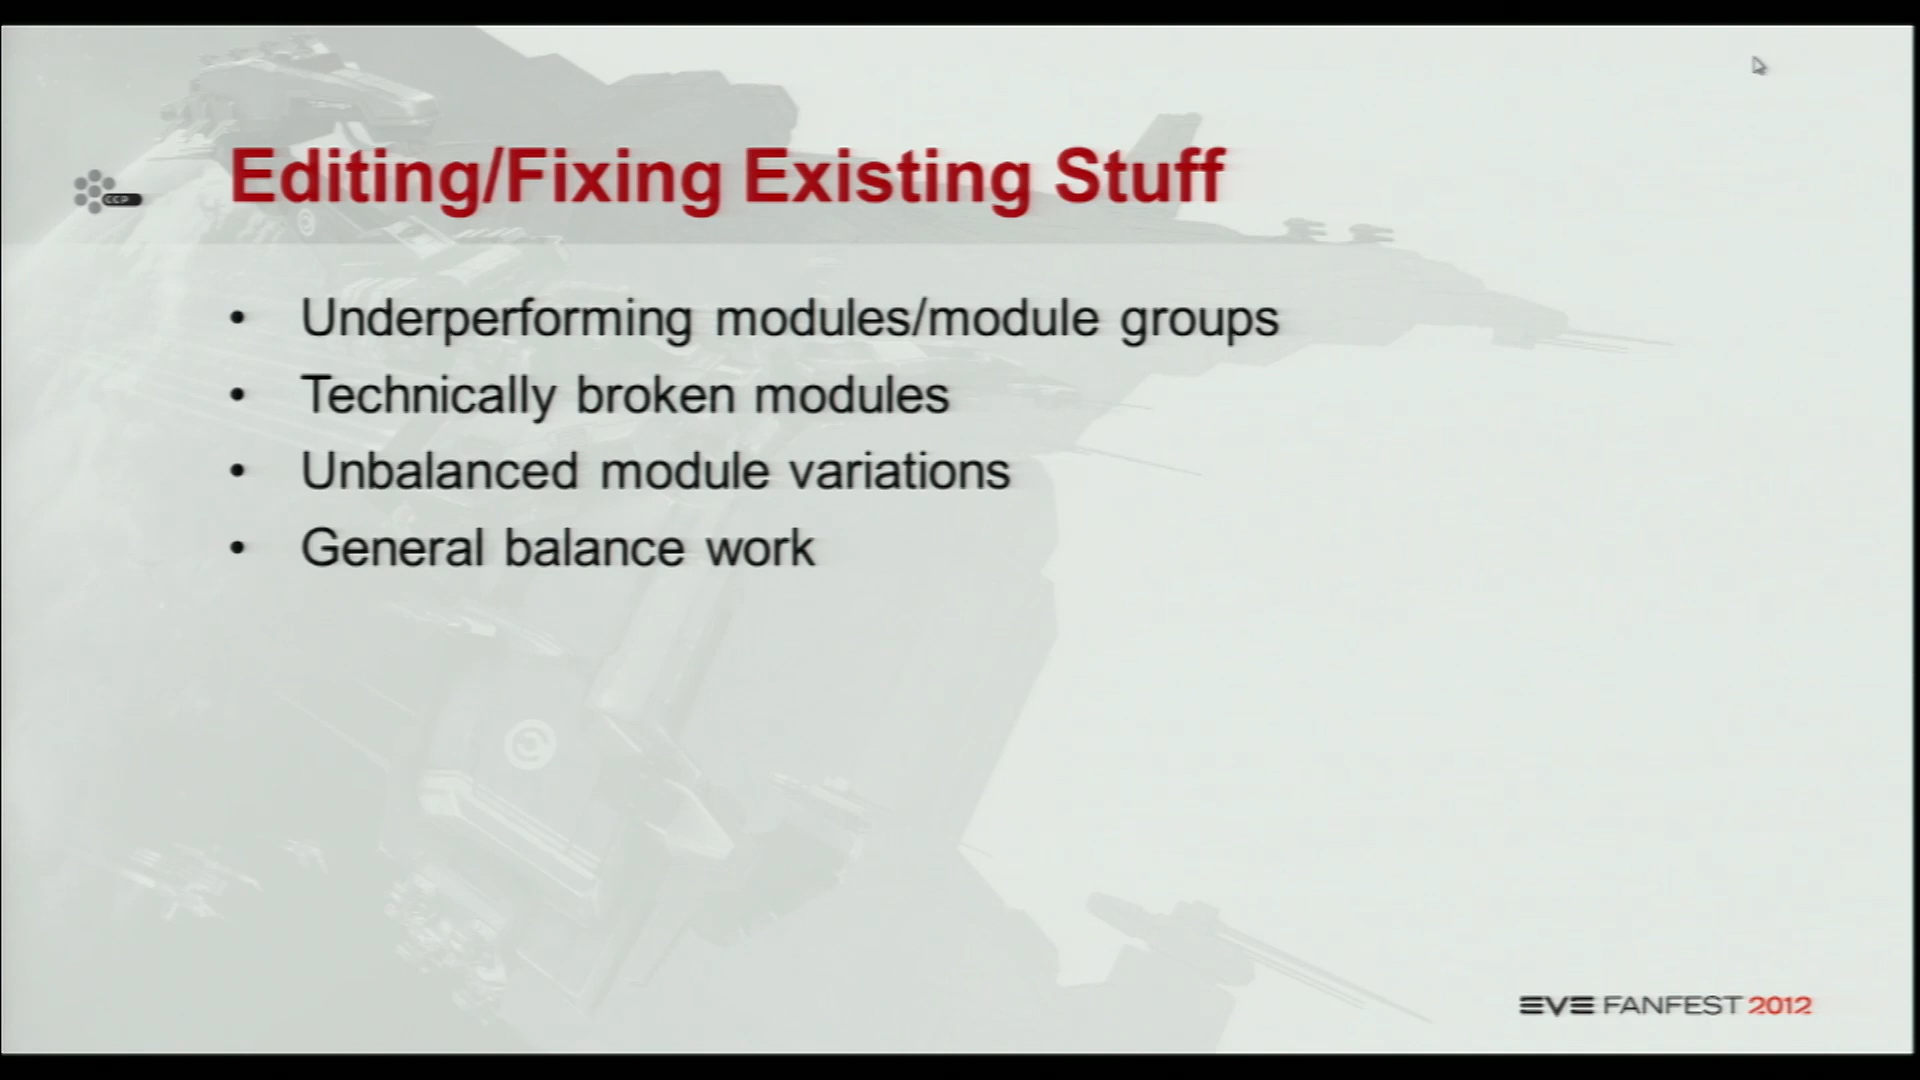 Editing/Fixing Existing Stuff
CCP
• Underperforming modules/module groups
• Technically broken modules
• Unbalanced module variations
• General balance work
EVE FANFEST 2012